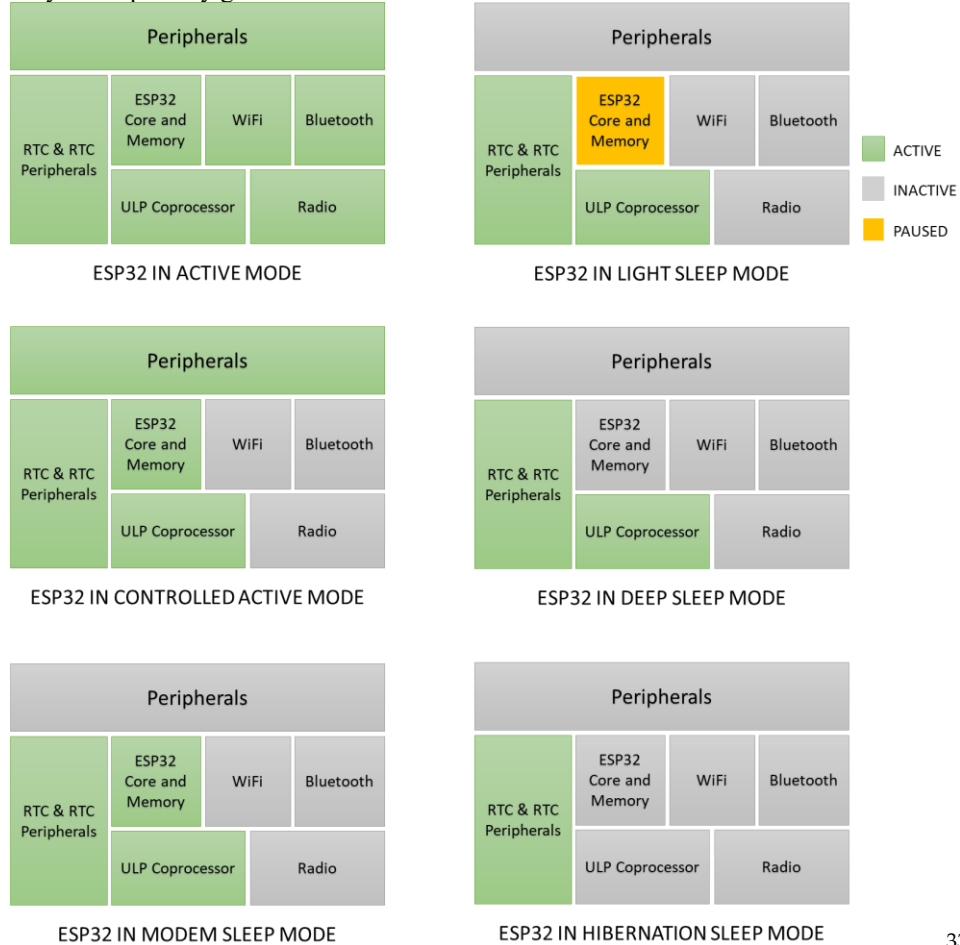 Peripherals
RTC & RTC
Peripherals
ESP32
Core and
Memory
WiFi
Bluetooth
ULP Coprocessor
Radio
ESP32 IN ACTIVE MODE
Peripherals
RTC & RTC
Peripherals
ESP32
Core and
Memory
WiFi
Bluetooth
ULP Coprocessor
Radio
ESP32 IN LIGHT SLEEP MODE
ACTIVE
INACTIVE
PAUSED
Peripherals
RTC & RTC
Peripherals
ESP32
Core and
Memory
WiFi
Bluetooth
ULP Coprocessor
Radio
ESP32 IN CONTROLLED ACTIVE MODE
Peripherals
RTC & RTC
Peripherals
ESP32
Core and
Memory
WiFi
Bluetooth
ULP Coprocessor
Radio
ESP32 IN DEEP SLEEP MODE
Peripherals
RTC & RTC
Peripherals
ESP32
Core and
Memory
WiFi
Bluetooth
ULP Coprocessor
Radio
ESP32 IN MODEM SLEEP MODE
Peripherals
RTC & RTC
Peripherals
ESP32
Core and
Memory
WiFi
Bluetooth
ULP Coprocessor
Radio
ESP32 IN HIBERNATION SLEEP MODE